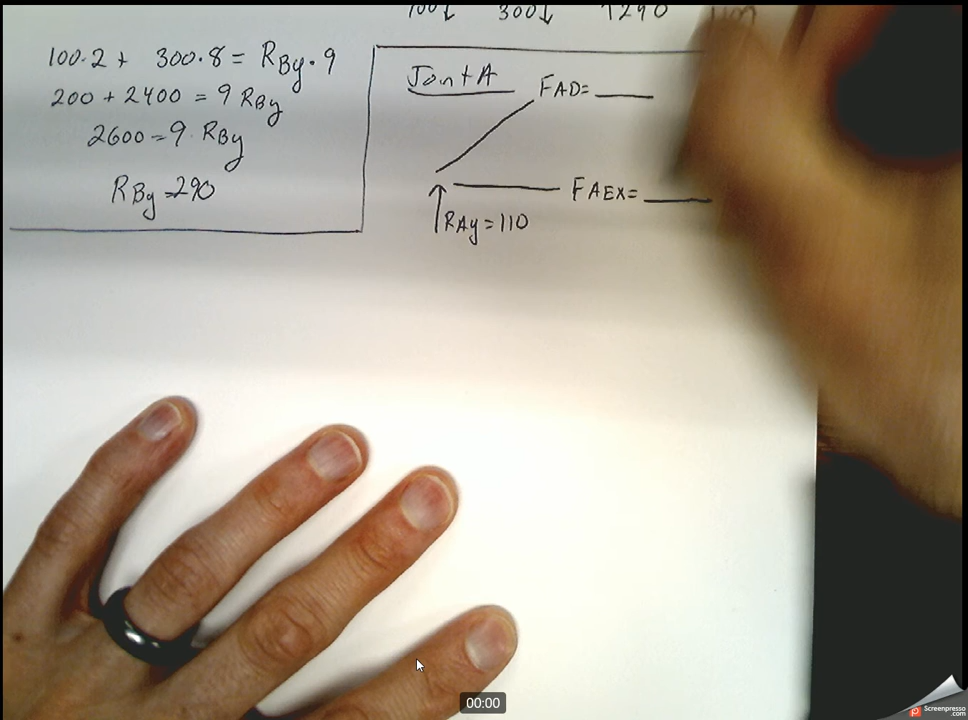 100↓ 300↓ ↑290
100·2 + 300·8 = RBy·9
200 + 2400 = 9 RBy
2600 = 9·RBy
RBy = 290
Joint A
FAD= ____
FAEX= ____
RAy = 110
00:00
Screenpresso
.com